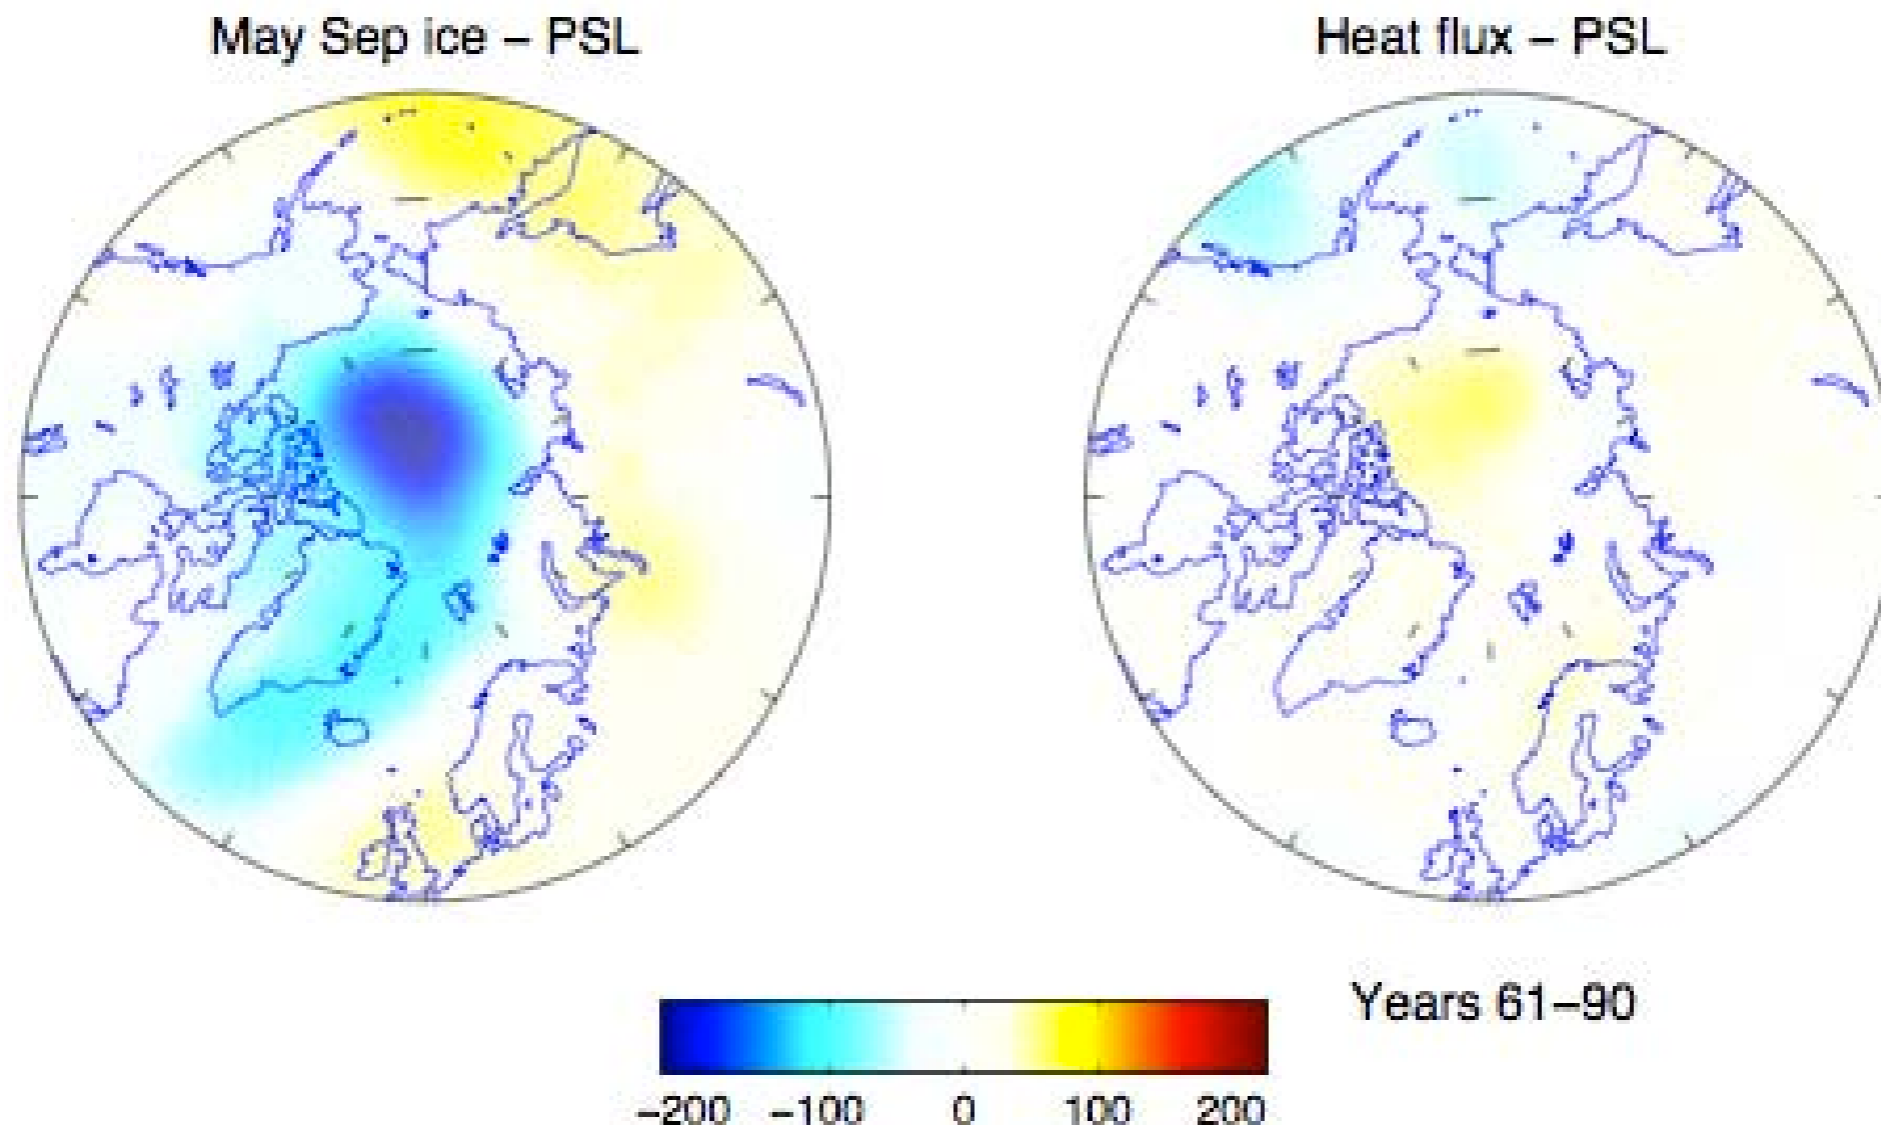 May Sep ice – PSL
Heat flux – PSL
Years 61–90
−200 −100 0 100 200